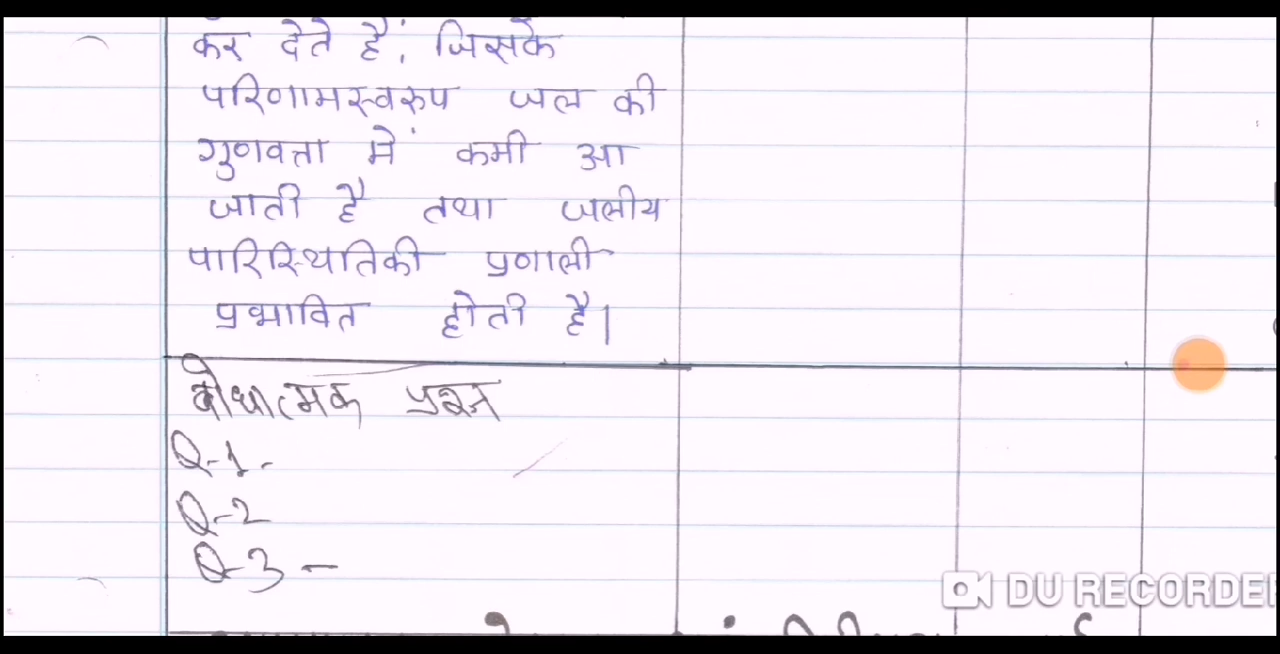 कर देते हैं, जिसके
परिणामस्वरुप जल की
गुणवत्ता में कमी आ
जाती है तथा जलीय
पारिस्थितिकी प्रणाली
प्रभावित होती है।
बोधात्मक प्रश्न
Q-1-
Q-2
Q-3 -
DU RECORDER